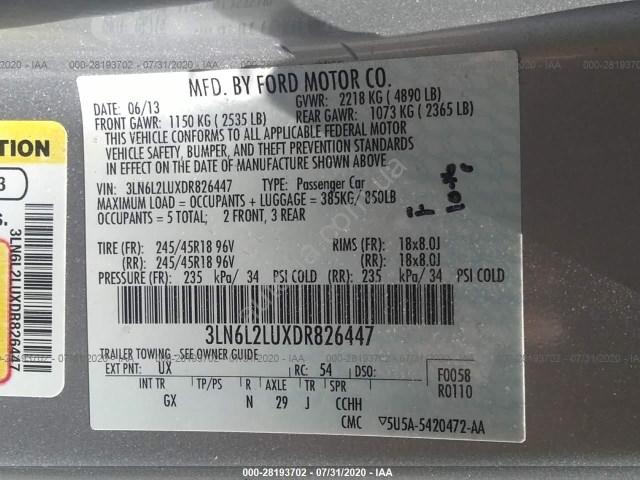 000-28193702 - 07/31/2020 - IAA
MFD. BY FORD MOTOR CO.
DATE: 06/13
GVWR: 2218 KG ( 4890 LB)
FRONT GAWR: 1150 KG ( 2535 LB)
REAR GAWR: 1073 KG ( 2365 LB)
THIS VEHICLE CONFORMS TO ALL APPLICABLE FEDERAL MOTOR
VEHICLE SAFETY, BUMPER, AND THEFT PREVENTION STANDARDS
IN EFFECT ON THE DATE OF MANUFACTURE SHOWN ABOVE.
VIN: 3LN6L2LUXDR826447 TYPE: Passenger Car
MAXIMUM LOAD = OCCUPANTS + LUGGAGE = 385KG/ 850LB
OCCUPANTS = 5 TOTAL; 2 FRONT, 3 REAR
TIRE (FR): 245/45R18 96V RIMS (FR): 18x8.0J
(RR): 245/45R18 96V (RR): 18x8.0J
PRESSURE (FR): 235 kPa/ 34 PSI COLD (RR): 235 kPa/ 34 PSI COLD
3LN6L2LUXDR826447
TRAILER TOWING: SEE OWNER GUIDE
EXT PNT: UX RC: 54 DSO:
F0058
R0110
INT TR TP/PS R AXLE TR SPR
GX N 29 J CCHH
CMC ▽5U5A-5420472-AA
TION
3
S.
3LN6L2LUXDR826447
000-28193702 - 07/31/2020 - IAA
000-28193702 - 07/31/2020 - IAA